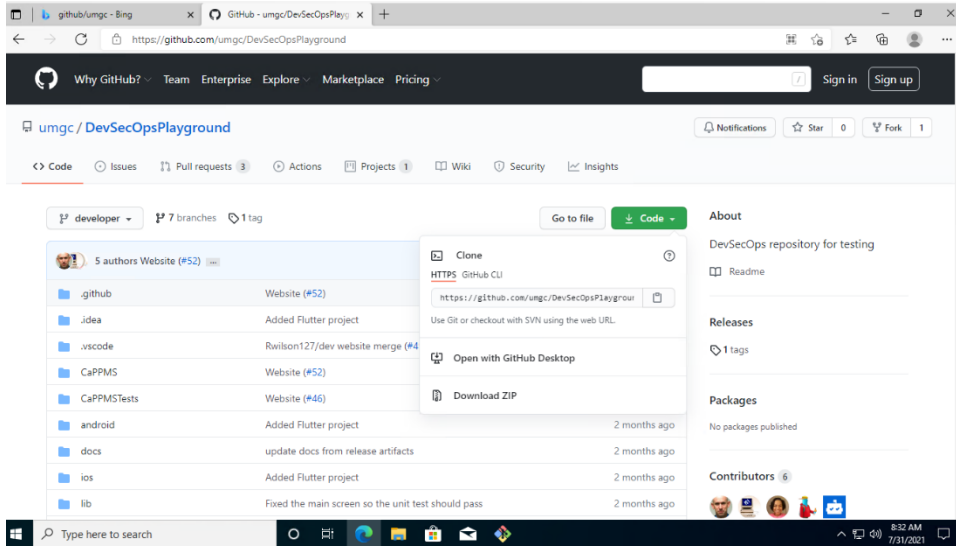 github/umgc - Bing
GitHub - umgc/DevSecOpsPlayg
https://github.com/umgc/DevSecOpsPlayground
Why GitHub? Team Enterprise Explore Marketplace Pricing / Sign in Sign up
umgc / DevSecOpsPlayground
Notifications Star 0 Fork 1
<> Code Issues Pull requests 3 Actions Projects 1 Wiki Security Insights
developer 7 branches 1 tag Go to file Code
5 authors Website (#52) ...
.github Website (#52)
.idea Added Flutter project
.vscode Rwilson127/dev website merge (#4
CaPPMS Website (#52)
CaPPMSTests Website (#46)
android Added Flutter project 2 months ago
docs update docs from release artifacts 2 months ago
ios Added Flutter project 2 months ago
lib Fixed the main screen so the unit test should pass 2 months ago
Clone
HTTPS GitHub CLI
https://github.com/umgc/DevSecOpsPlaygrour
Use Git or checkout with SVN using the web URL.
Open with GitHub Desktop
Download ZIP
About
DevSecOps repository for testing
Readme
Releases
1 tags
Packages
No packages published
Contributors 6
Type here to search
8:32 AM
7/31/2021